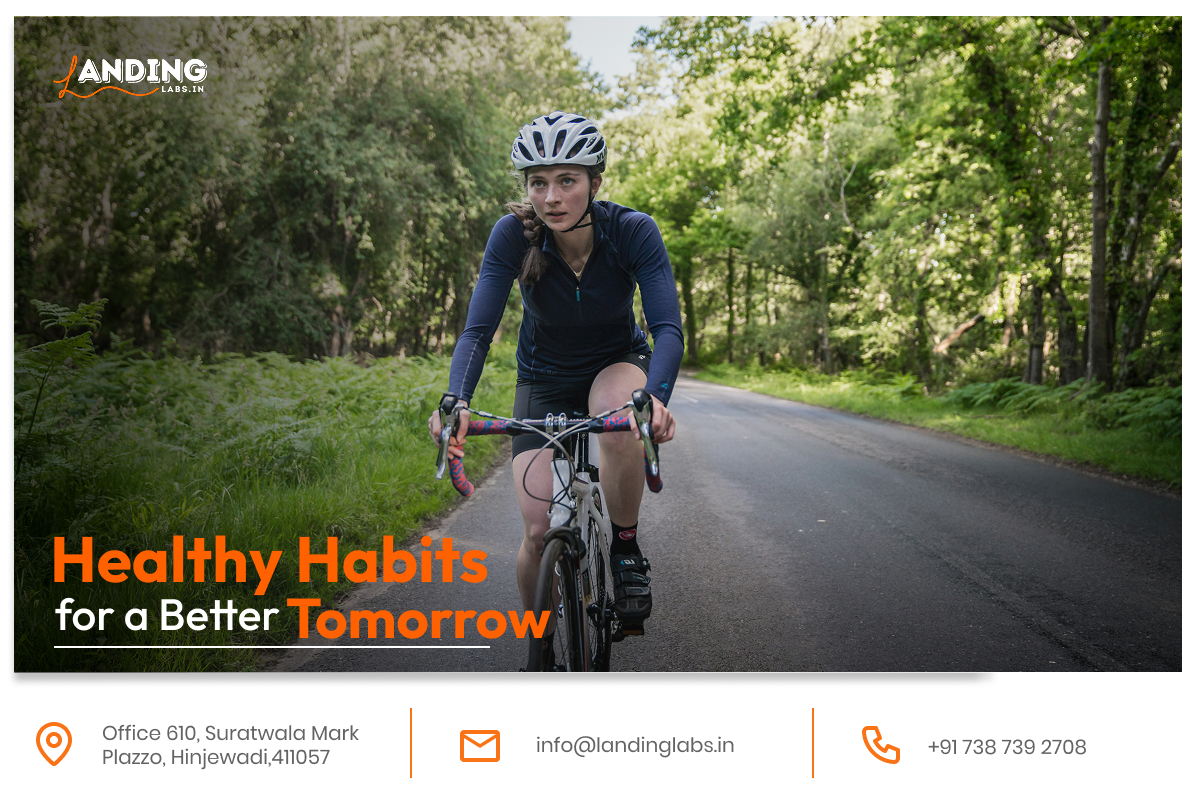 LANDING
LABS.IN
Healthy Habits
for a Better Tomorrow
Office 610, Suratwala Mark
Plazzo, Hinjewadi,411057
info@landinglabs.in
+91 738 739 2708